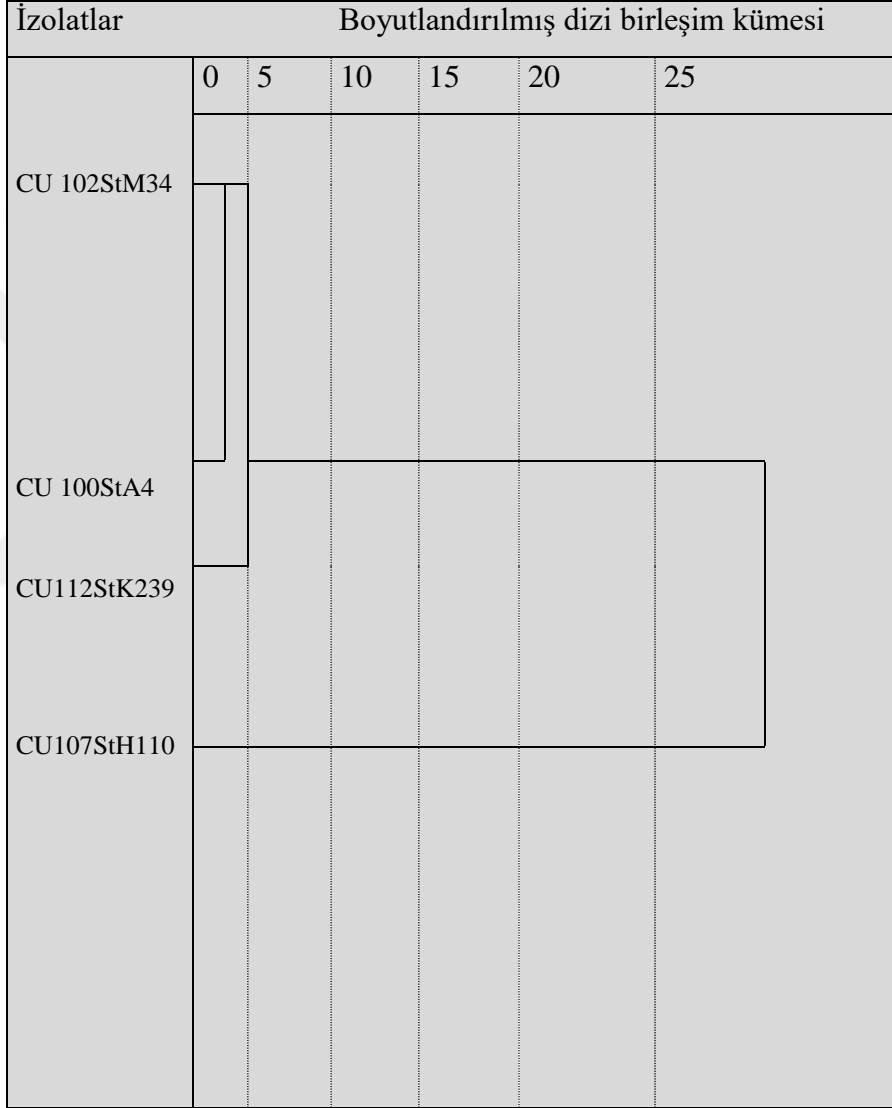 İzolatlar Boyutlandırılmış dizi birleşim kümesi
0 5 10 15 20 25
CU 102StM34
CU 100StA4
CU112StK239
CU107StH110